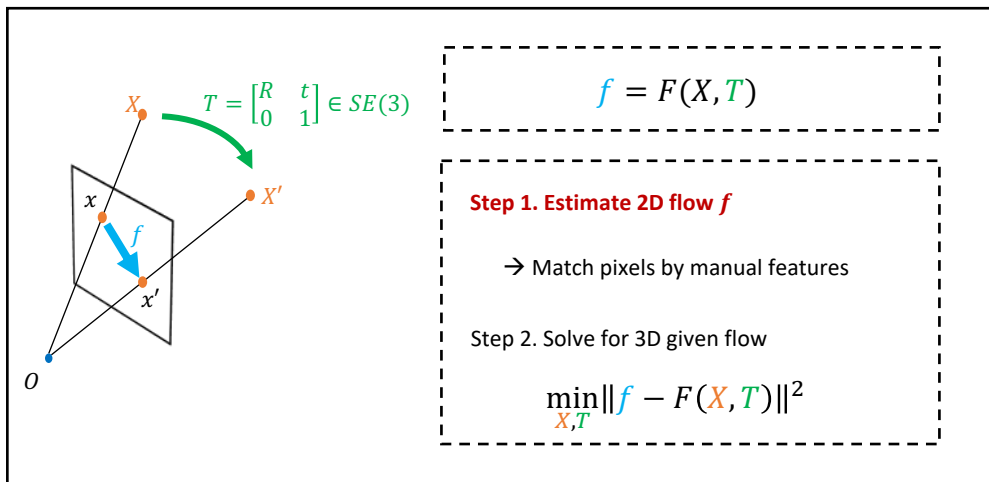 X
T = [R t
0 1] ∈ SE(3)
X′
x
f
x′
O
f = F(X, T)
Step 1. Estimate 2D flow f
→ Match pixels by manual features
Step 2. Solve for 3D given flow
min ‖f − F(X, T)‖²
X,T